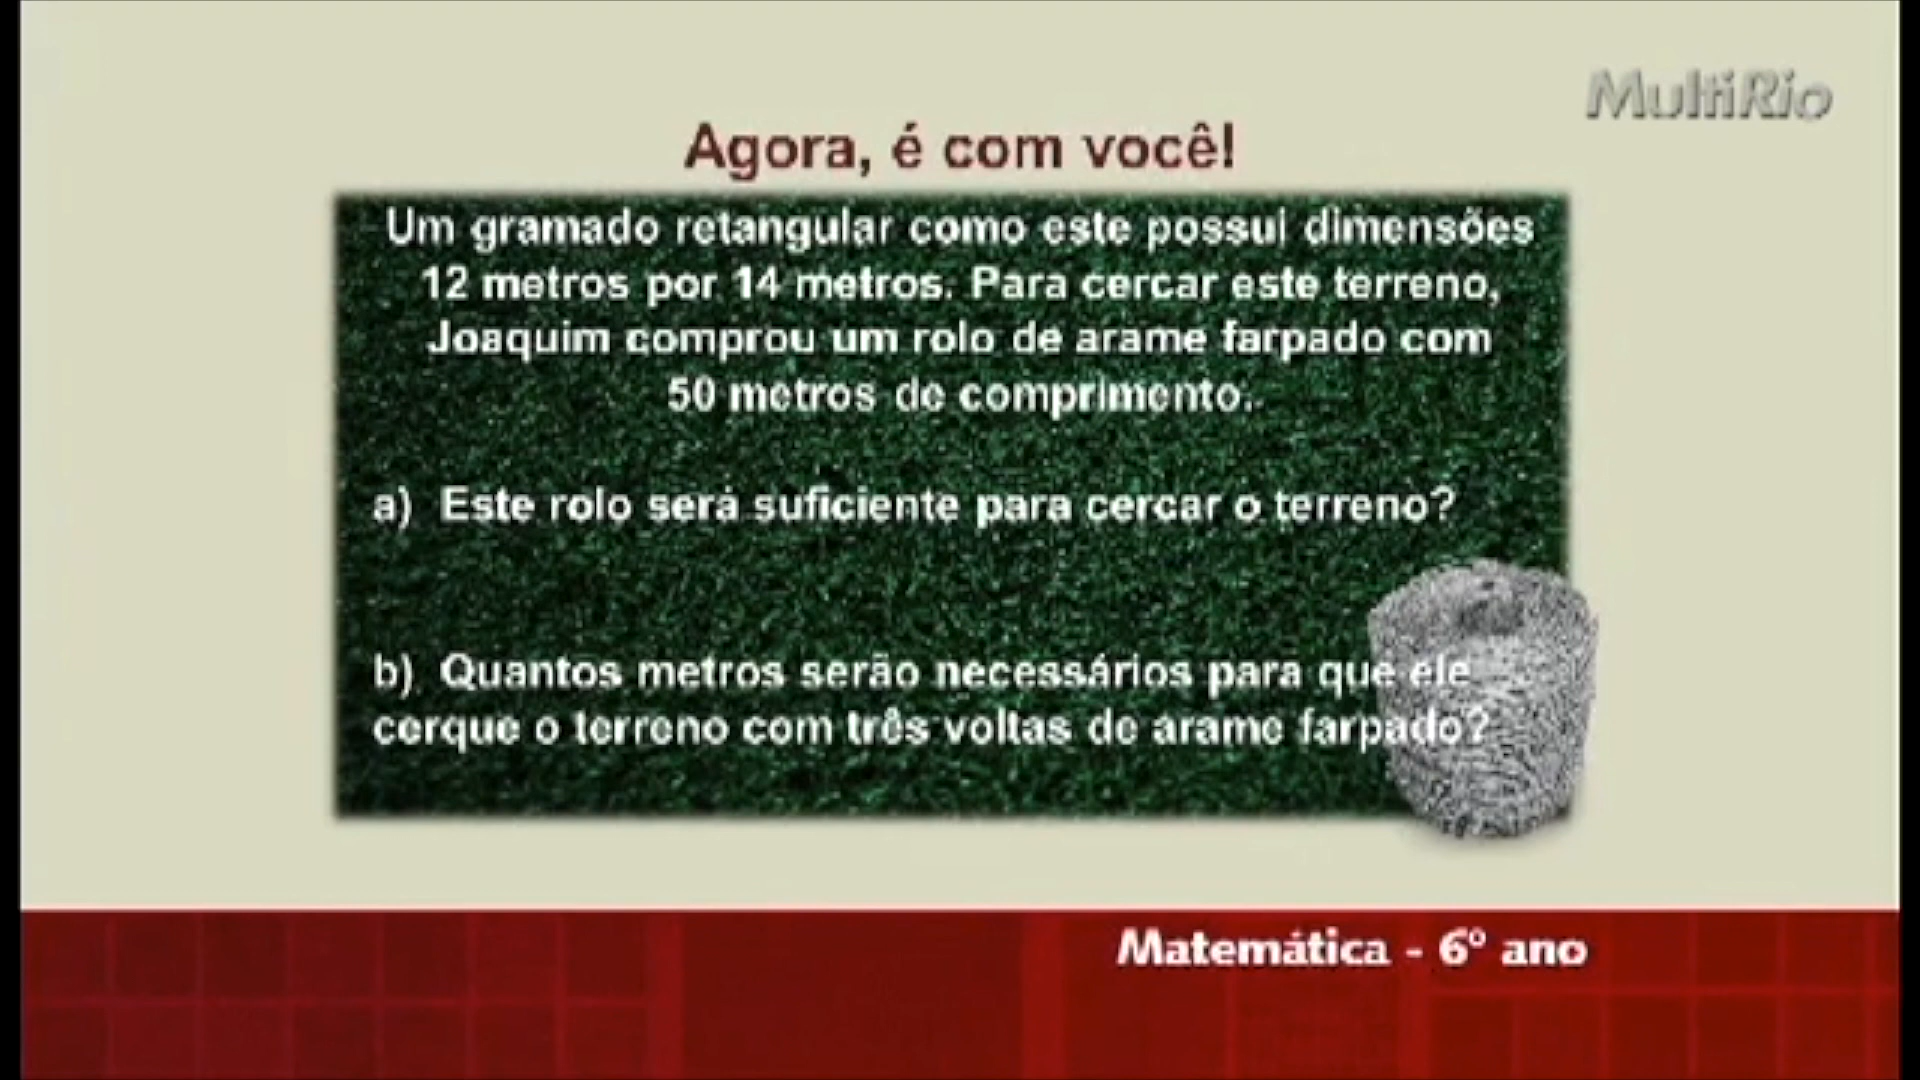 MultiRio
Agora, é com você!
Um gramado retangular como este possui dimensões
12 metros por 14 metros. Para cercar este terreno,
Joaquim comprou um rolo de arame farpado com
50 metros de comprimento.
a) Este rolo será suficiente para cercar o terreno?
b) Quantos metros serão necessários para que ele
cerque o terreno com três voltas de arame farpado?
Matemática - 6º ano